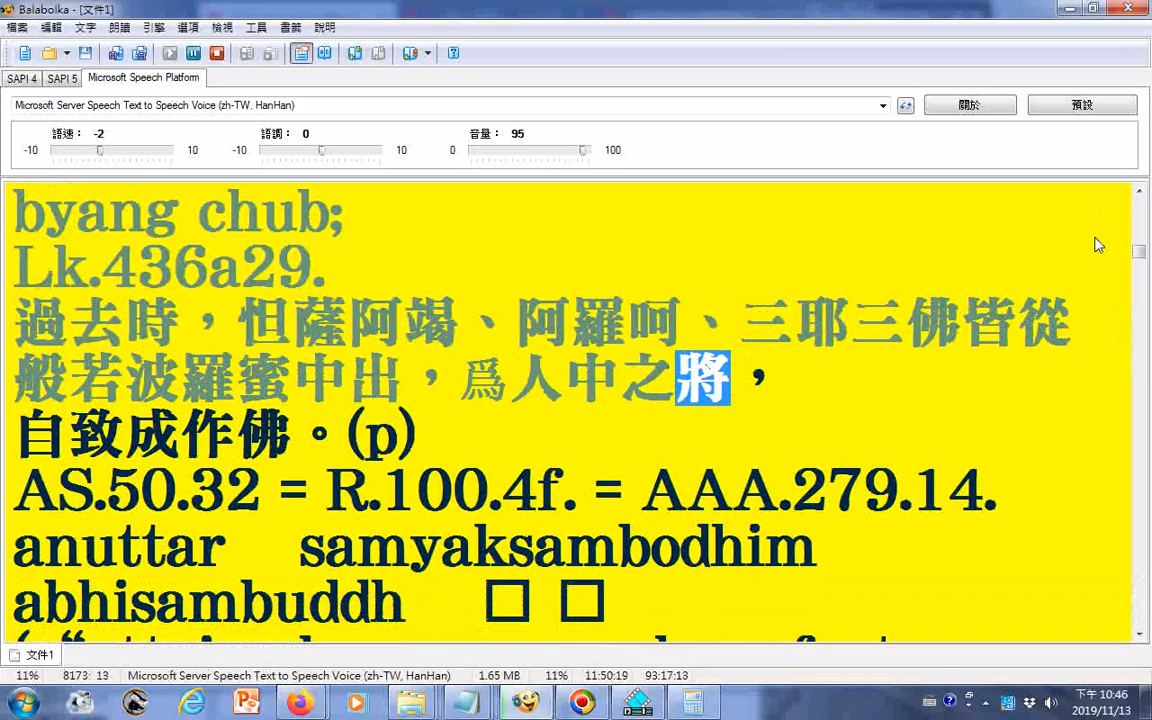 Balabolka - [文件1]
檔案 編輯 文字 朗讀 引擎 選項 檢視 工具 書籤 說明
SAPI 4 SAPI 5 Microsoft Speech Platform
Microsoft Server Speech Text to Speech Voice (zh-TW, HanHan)
關於 預設
語速： -2 語調： 0 音量： 95
-10 10 -10 10 0 100
byang chub;
Lk.436a29.
過去時，怛薩阿竭、阿羅呵、三耶三佛皆從
般若波羅蜜中出，爲人中之將，
自致成作佛。(p)
AS.50.32 = R.100.4f. = AAA.279.14.
anuttar samyaksambodhim
abhisambuddh □ □
文件1
11% 8173: 13 Microsoft Server Speech Text to Speech Voice (zh-TW, HanHan) 1.65 MB 11% 11:50:19 93:17:13
下午 10:46
2019/11/13